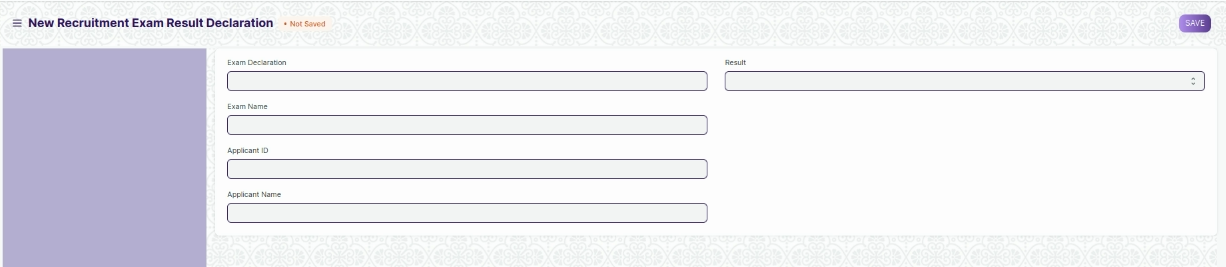 New Recruitment Exam Result Declaration • Not Saved
SAVE
Exam Declaration
Result
Exam Name
Applicant ID
Applicant Name